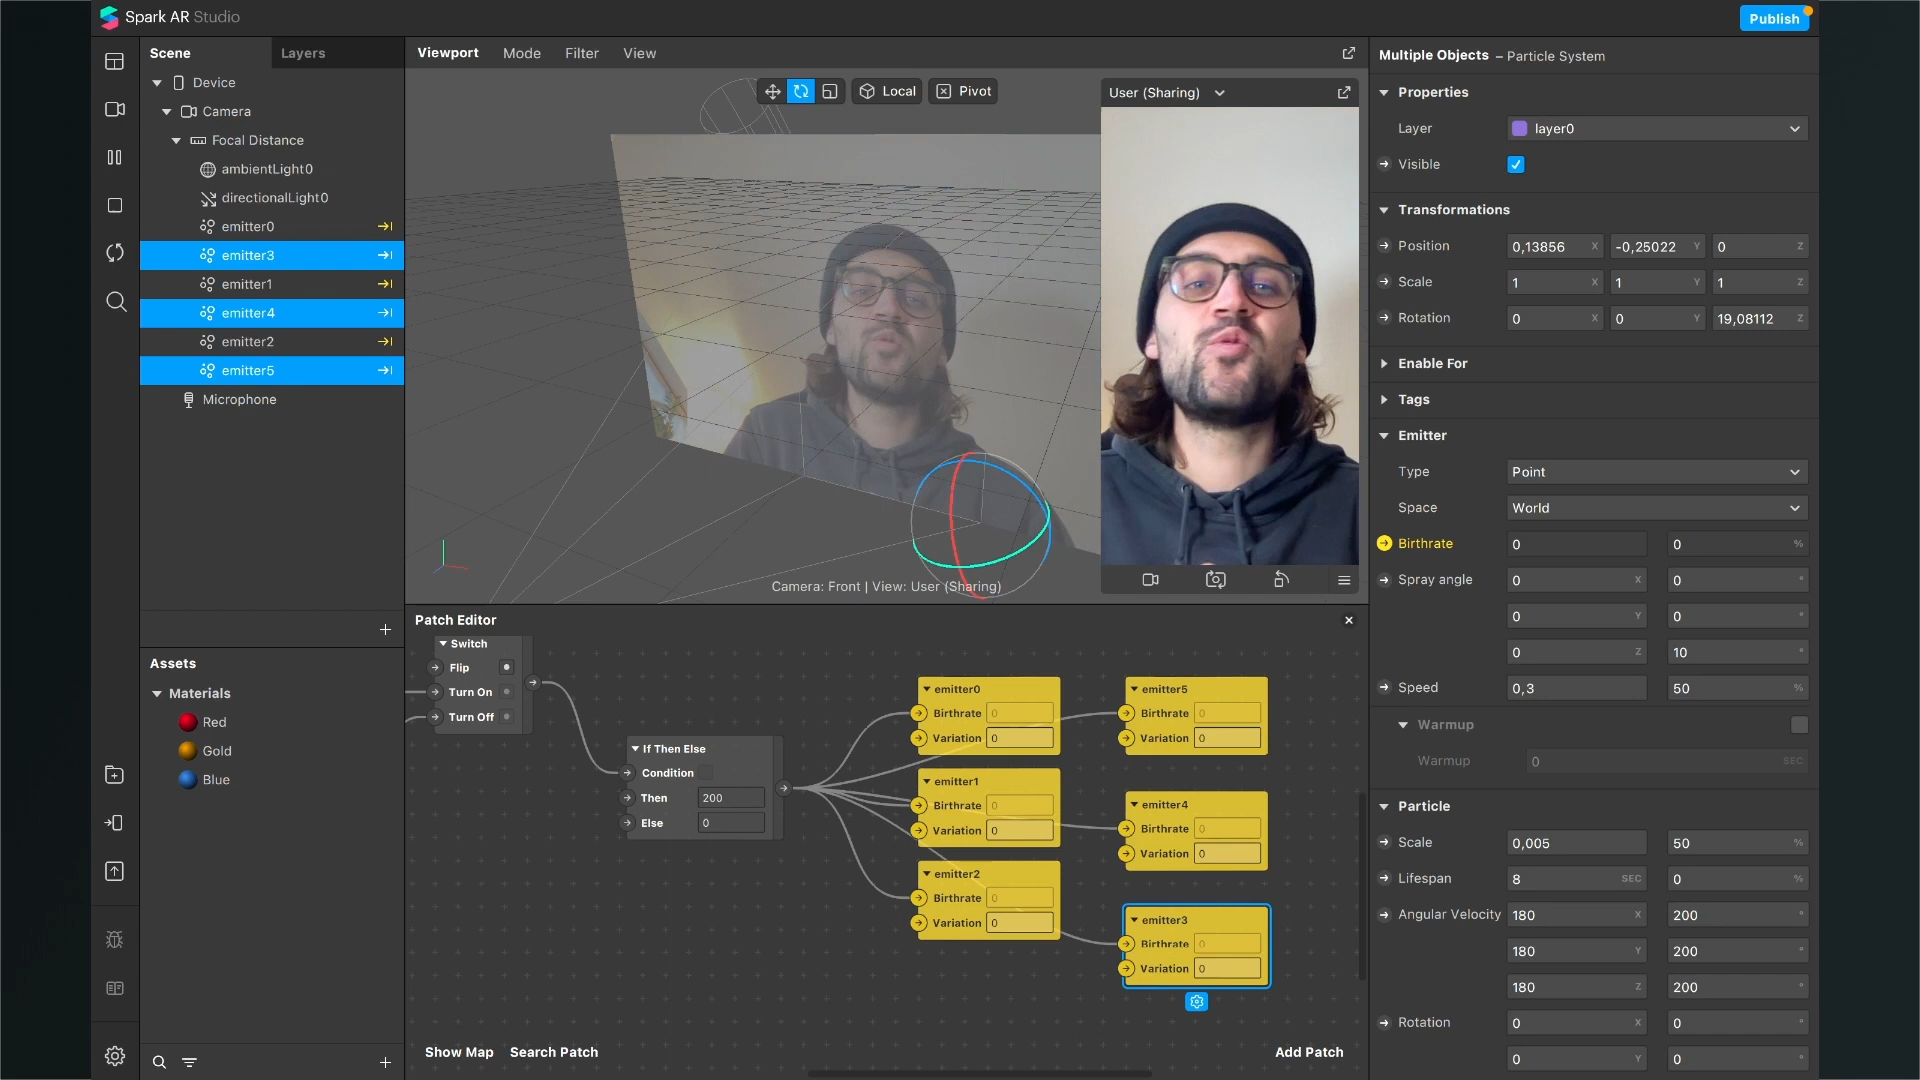 Spark AR Studio
Publish
Scene
Layers
Device
Camera
Focal Distance
ambientLight0
directionalLight0
emitter0
emitter3
emitter1
emitter4
emitter2
emitter5
Microphone
Assets
Materials
Red
Gold
Blue
Viewport Mode Filter View
Local
Pivot
User (Sharing)
Camera: Front | View: User (Sharing)
Patch Editor
Switch
Flip
Turn On
Turn Off
If Then Else
Condition
Then 200
Else 0
emitter0
Birthrate 0
Variation 0
emitter1
Birthrate 0
Variation 0
emitter2
Birthrate 0
Variation 0
emitter5
Birthrate 0
Variation 0
emitter4
Birthrate 0
Variation 0
emitter3
Birthrate 0
Variation 0
Show Map Search Patch
Add Patch
Multiple Objects – Particle System
Properties
Layer layer0
Visible
Transformations
Position 0,13856 X -0,25022 Y 0 Z
Scale 1 X 1 Y 1 Z
Rotation 0 X 0 Y 19,08112 Z
Enable For
Tags
Emitter
Type Point
Space World
Birthrate 0 0 %
Spray angle 0 X 0 °
0 Y 0 °
0 Z 10 °
Speed 0,3 50 %
Warmup
Warmup 0 SEC
Particle
Scale 0,005 50 %
Lifespan 8 SEC 0 %
Angular Velocity 180 X 200 °
180 Y 200 °
180 Z 200 °
Rotation 0 X 0 °
0 Y 0 °